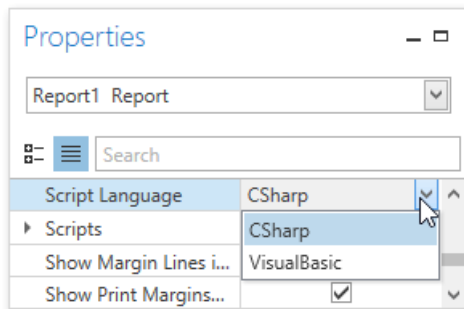 Properties
Report1 Report
Search
Script Language CSharp
Scripts CSharp
Show Margin Lines i... VisualBasic
Show Print Margins...